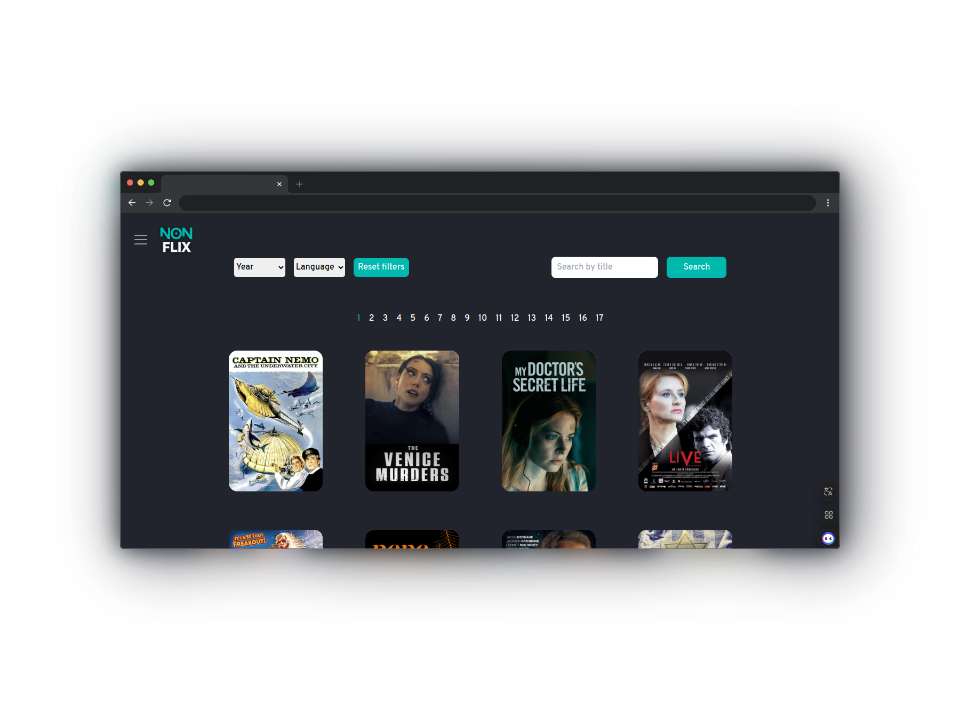 NON
FLIX
Year
Language
Reset filters
Search by title
Search
1 2 3 4 5 6 7 8 9 10 11 12 13 14 15 16 17
CAPTAIN NEMO
AND THE UNDERWATER CITY
THE
VENICE
MURDERS
MY DOCTOR'S
SECRET LIFE
LIVE
IT'S A
FREAKOUT!